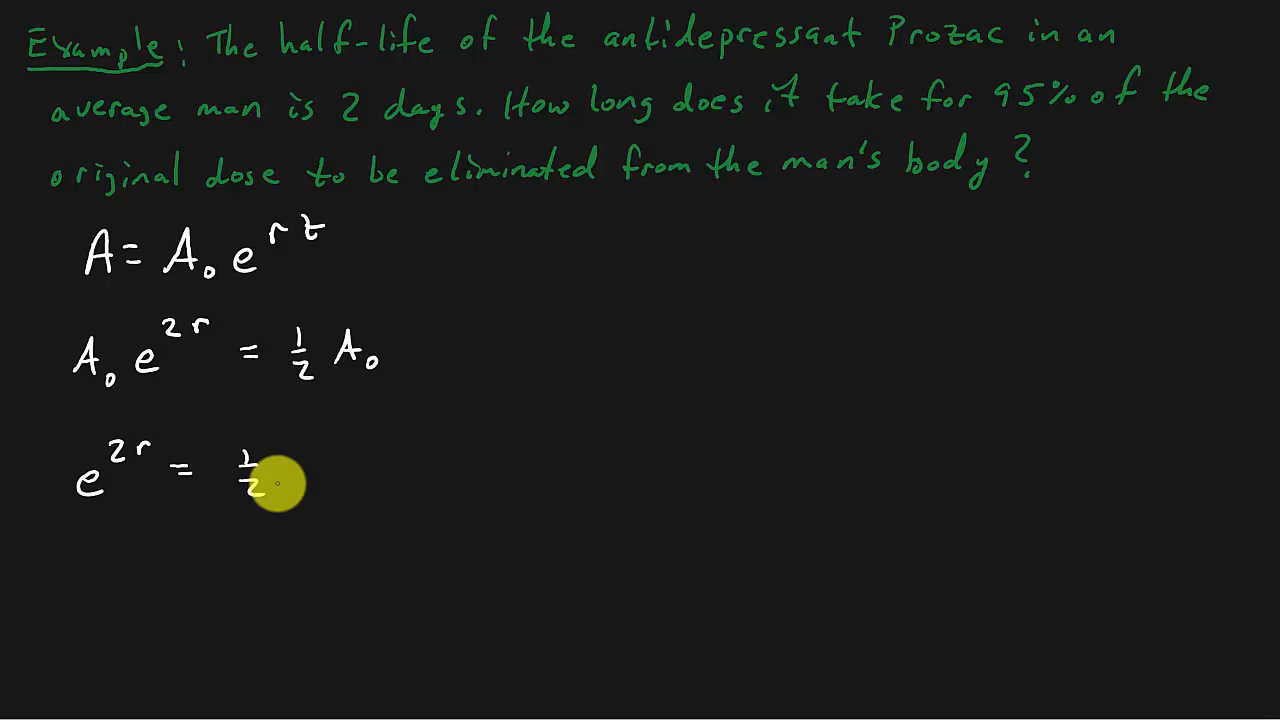 Example: The half-life of the antidepressant Prozac in an
average man is 2 days. How long does it take for 95% of the
original dose to be eliminated from the man's body?
A = A₀ e^{rt}
A₀ e^{2r} = 1/2 A₀
e^{2r} = 1/2